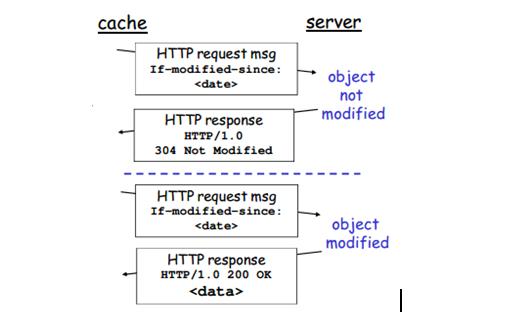 cache
server
HTTP request msg
If-modified-since:
<date>
object
not
modified
HTTP response
HTTP/1.0
304 Not Modified
HTTP request msg
If-modified-since:
<date>
object
modified
HTTP response
HTTP/1.0 200 OK
<data>